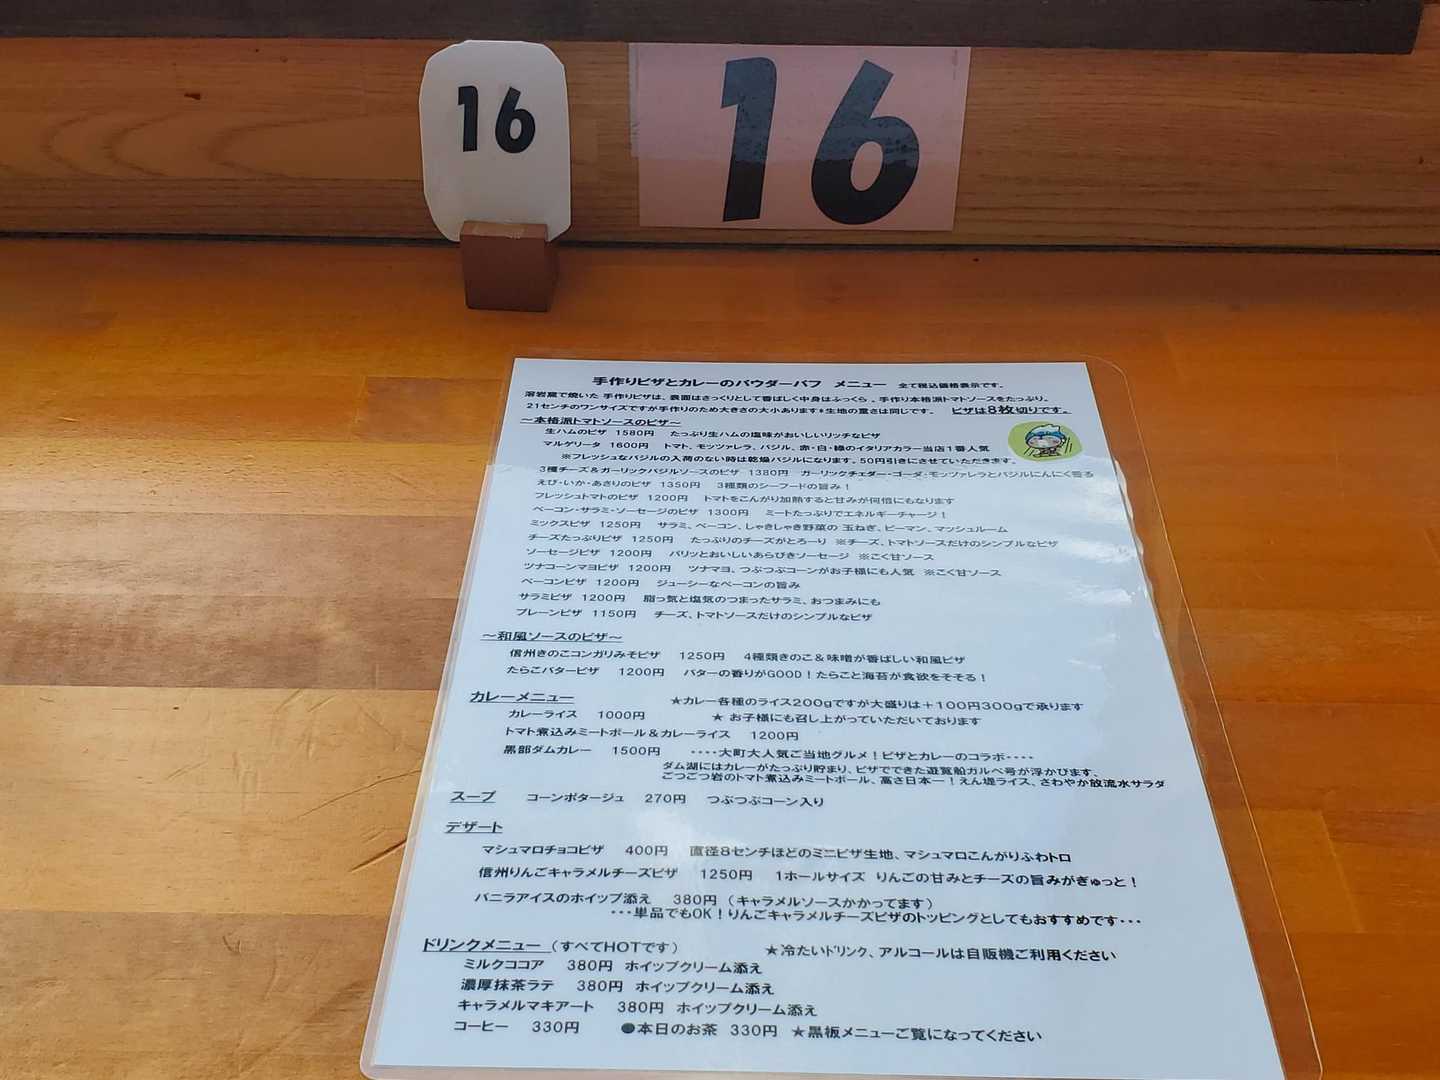 16
16
手作りピザとカレーのパウダーパフ メニュー 全て税込価格表示です。
溶岩窯で焼いた 手作りピザは、表面はさっくりとして香ばしく中身はふっくら 、手作り本格派トマトソースをたっぷり。
21センチのワンサイズですが手作りのため大きさの大小あります*生地の重さは同じです。 ピザは8枚切りです。
～本格派トマトソースのピザ～
生ハムのピザ 1580円 たっぷり生ハムの塩味がおいしいリッチなピザ
マルゲリータ 1600円 トマト、モッツァレラ、バジル、赤・白・緑のイタリアカラー当店1番人気
※フレッシュなバジルの入荷のない時は乾燥バジルになります。50円引きにさせていただきます。
3種チーズ＆ガーリックバジルソースのピザ 1380円 ガーリックチェダー・ゴーダ・モッツァレラとバジルにんにく香る
えび・いか・あさりのピザ 1350円 3種類のシーフードの旨み！
フレッシュトマトのピザ 1200円 トマトをこんがり加熱すると甘みが何倍にもなります
ベーコン・サラミ・ソーセージのピザ 1300円 ミートたっぷりでエネルギーチャージ！
ミックスピザ 1250円 サラミ、ベーコン、しゃきしゃき野菜の 玉ねぎ、ピーマン、マッシュルーム
チーズたっぷりピザ 1250円 たっぷりのチーズがとろーり ※チーズ、トマトソースだけのシンプルなピザ
ソーセージピザ 1200円 パリッとおいしいあらびきソーセージ ※こく甘ソース
ツナコーンマヨピザ 1200円 ツナマヨ、つぶつぶコーンがお子様にも人気 ※こく甘ソース
ベーコンピザ 1200円 ジューシーなベーコンの旨み
サラミピザ 1200円 脂っ気と塩気のつまったサラミ、おつまみにも
プレーンピザ 1150円 チーズ、トマトソースだけのシンプルなピザ
～和風ソースのピザ～
信州きのこコンガリみそピザ 1250円 4種類きのこ＆味噌が香ばしい和風ピザ
たらこバターピザ 1200円 バターの香りがGOOD！たらこと海苔が食欲をそそる！
カレーメニュー ★カレー各種のライス200gですが大盛りは＋100円300gで承ります
カレーライス 1000円 ★ お子様にも召し上がっていただいております
トマト煮込みミートボール＆カレーライス 1200円
黒部ダムカレー 1500円 ・・・・大町大人気ご当地グルメ！ピザとカレーのコラボ・・・・
ダム湖にはカレーがたっぷり貯まり、ピザでできた遊覧船ガルベ号が浮かびます、
ごつごつ岩のトマト煮込みミートボール、高さ日本一！えん堤ライス、さわやか放流水サラダ
スープ コーンポタージュ 270円 つぶつぶコーン入り
デザート
マシュマロチョコピザ 400円 直径8センチほどのミニピザ生地、マシュマロこんがりふわトロ
信州りんごキャラメルチーズピザ 1250円 1ホールサイズ りんごの甘みとチーズの旨みがぎゅっと！
バニラアイスのホイップ添え 380円 （キャラメルソースかかってます）
・・・単品でもOK！りんごキャラメルチーズピザのトッピングとしてもおすすめです・・・
ドリンクメニュー（すべてHOTです） ★冷たいドリンク、アルコールは自販機ご利用ください
ミルクココア 380円 ホイップクリーム添え
濃厚抹茶ラテ 380円 ホイップクリーム添え
キャラメルマキアート 380円 ホイップクリーム添え
コーヒー 330円 ●本日のお茶 330円 ★黒板メニューご覧になってください